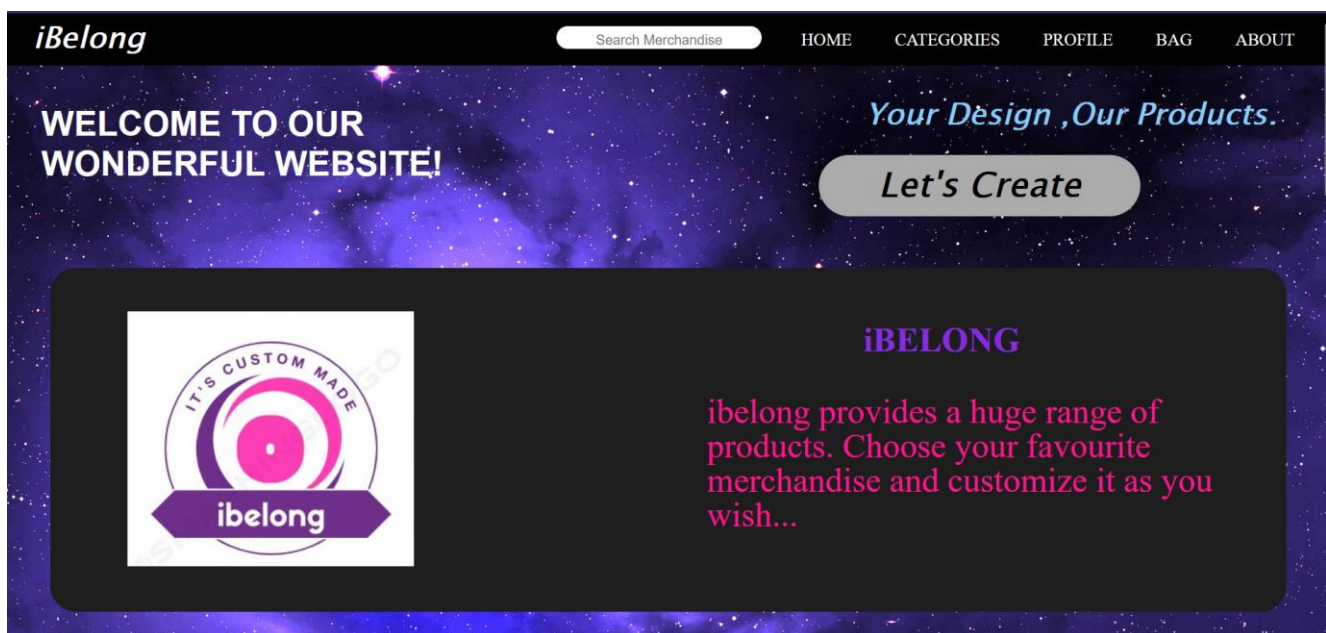 iBelong
Search Merchandise
HOME
CATEGORIES
PROFILE
BAG
ABOUT
WELCOME TO OUR
WONDERFUL WEBSITE!
Your Design ,Our Products.
Let's Create
IT'S CUSTOM MADE
ibelong
iBELONG
ibelong provides a huge range of
products. Choose your favourite
merchandise and customize it as you
wish...